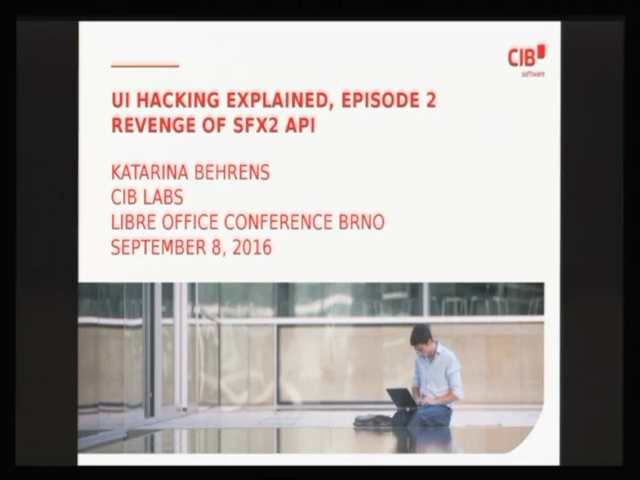 CIB
software
UI HACKING EXPLAINED, EPISODE 2
REVENGE OF SFX2 API
KATARINA BEHRENS
CIB LABS
LIBRE OFFICE CONFERENCE BRNO
SEPTEMBER 8, 2016